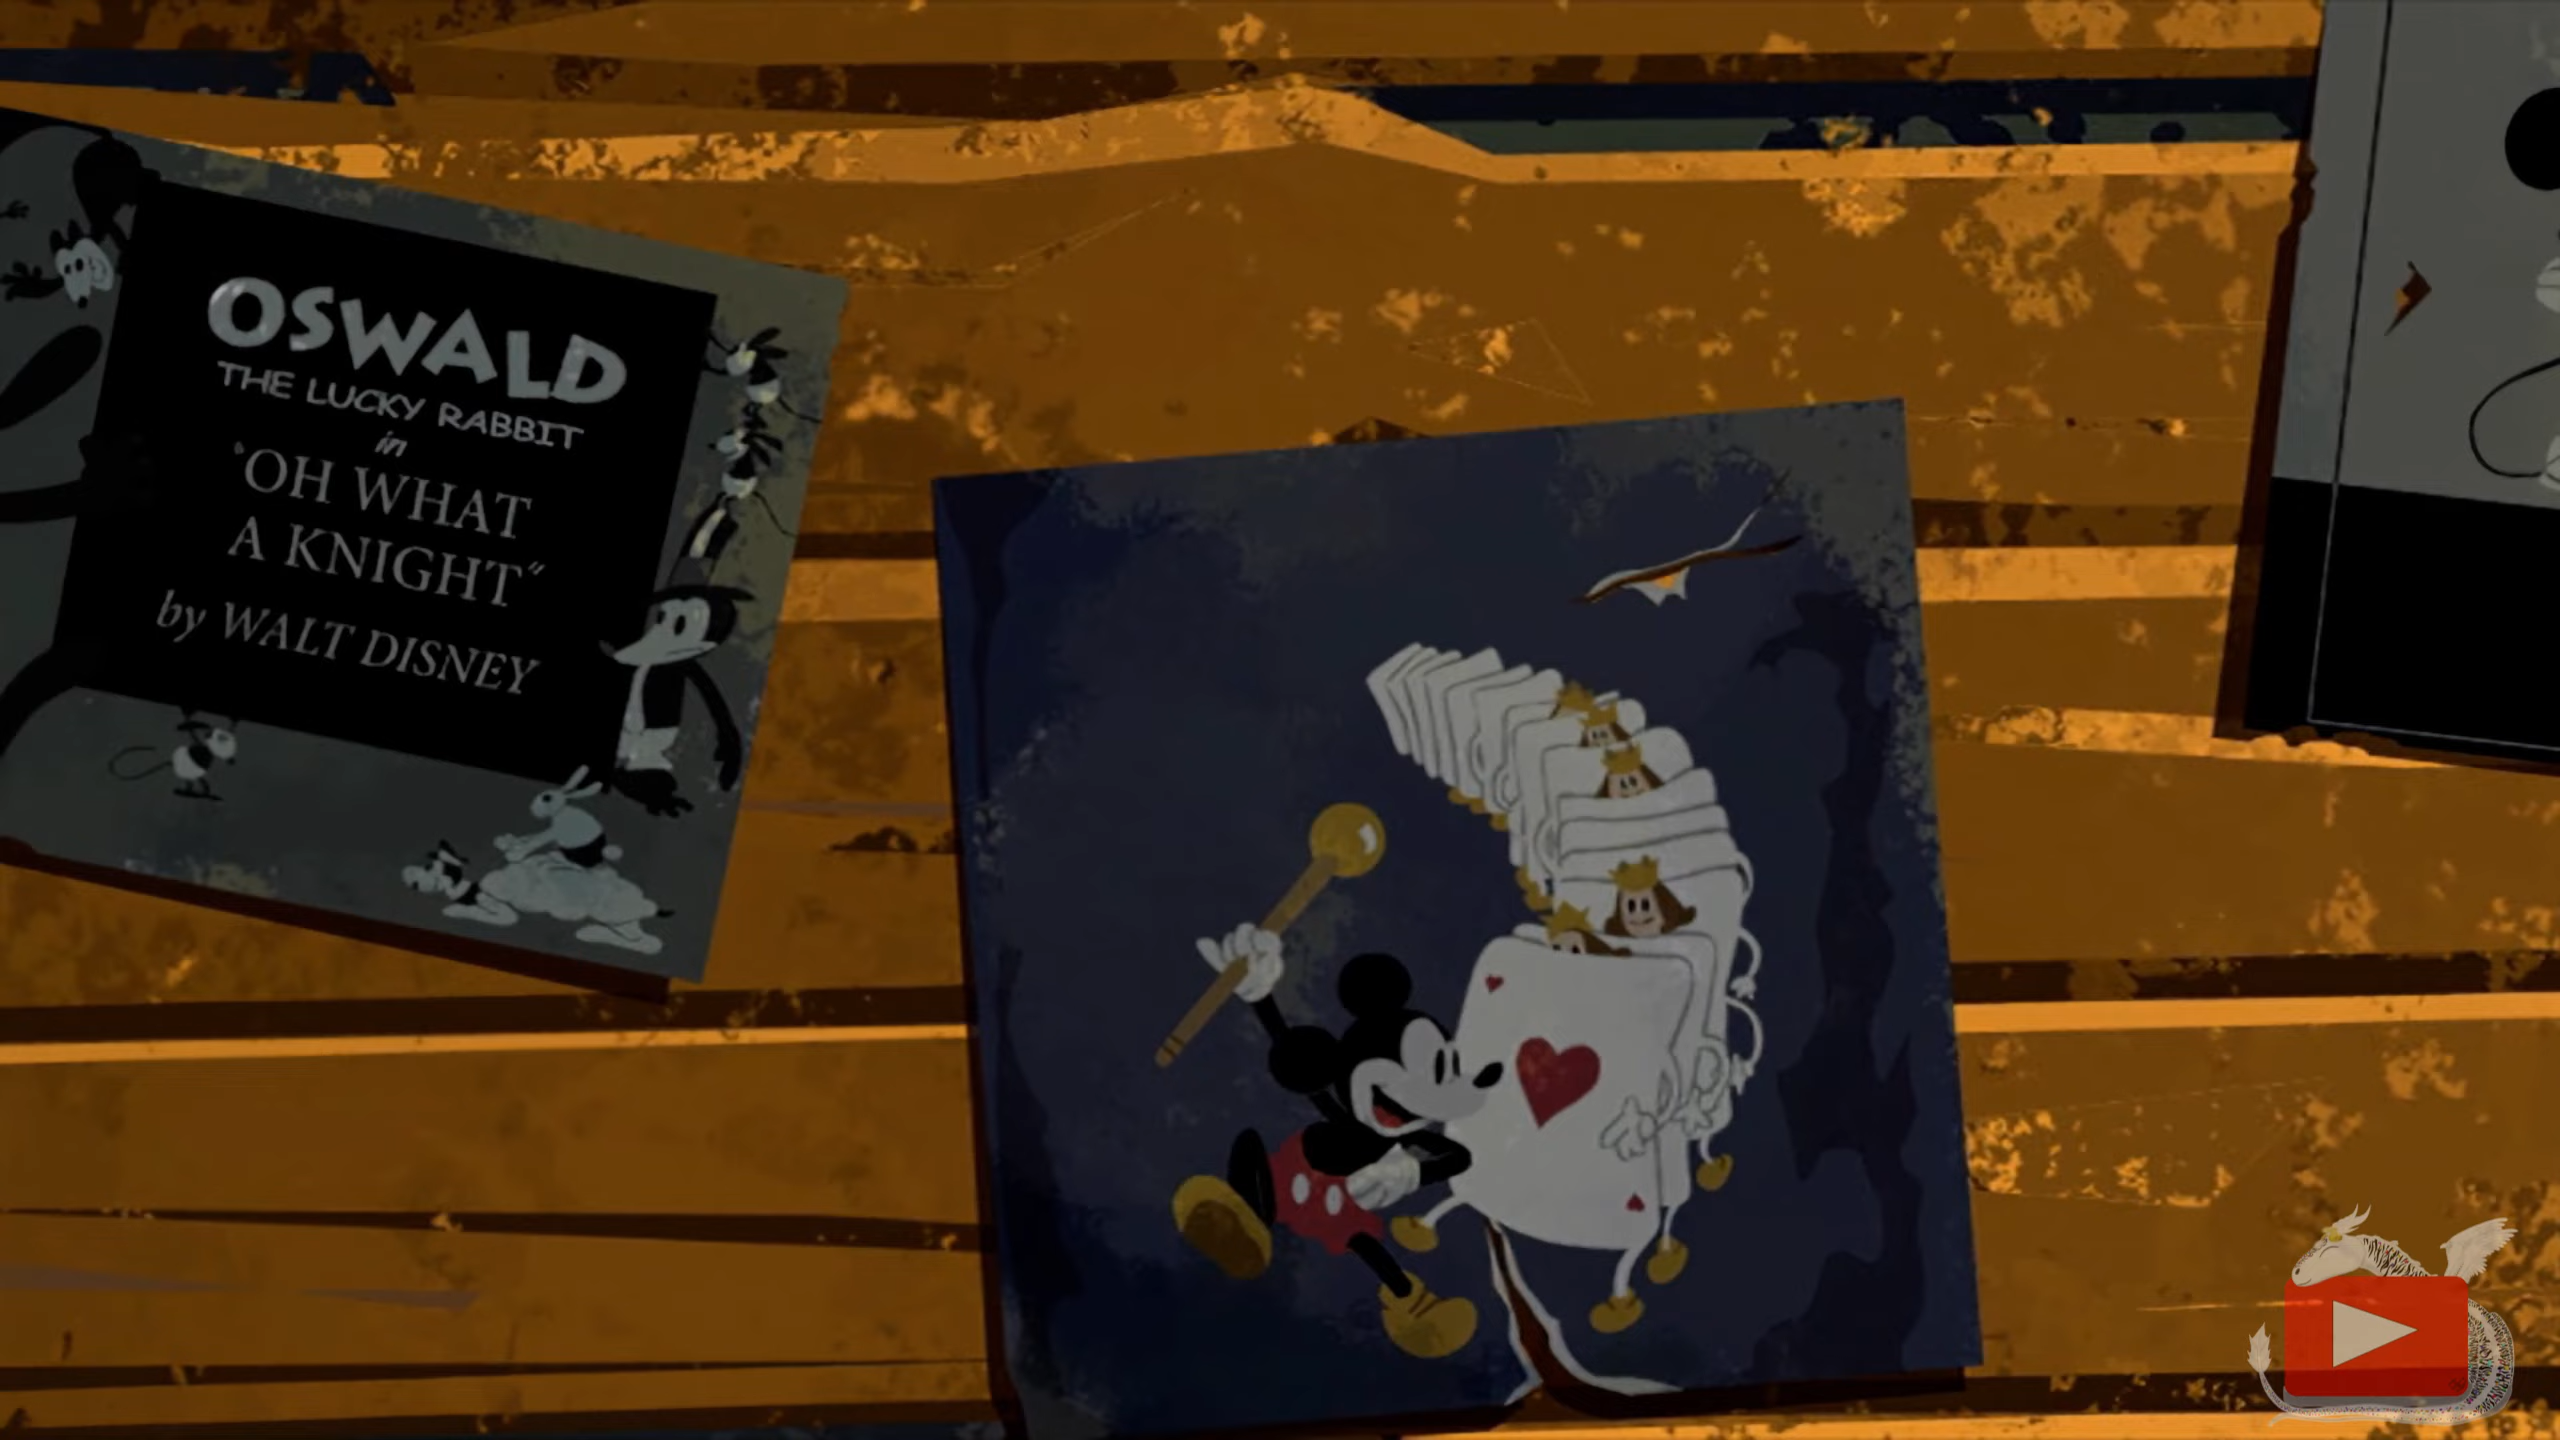 OSWALD
THE LUCKY RABBIT
in
"OH WHAT
A KNIGHT"
by WALT DISNEY